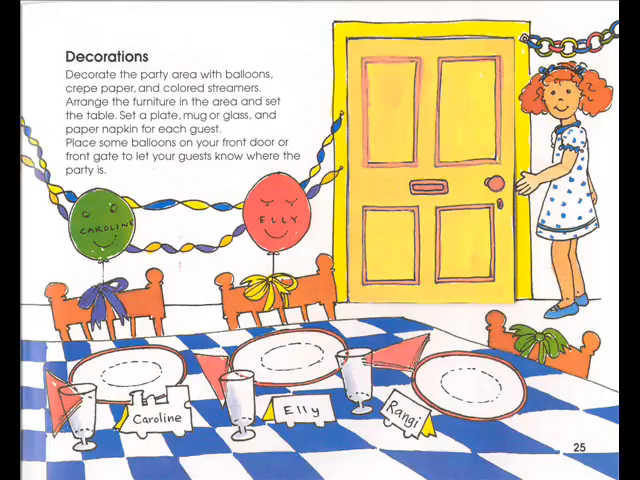 Decorations
Decorate the party area with balloons,
crepe paper, and colored streamers.
Arrange the furniture in the area and set
the table. Set a plate, mug or glass, and
paper napkin for each guest.
Place some balloons on your front door or
front gate to let your guests know where the
party is.
CAROLINE
ELLY
Caroline
Elly
Rangi
25